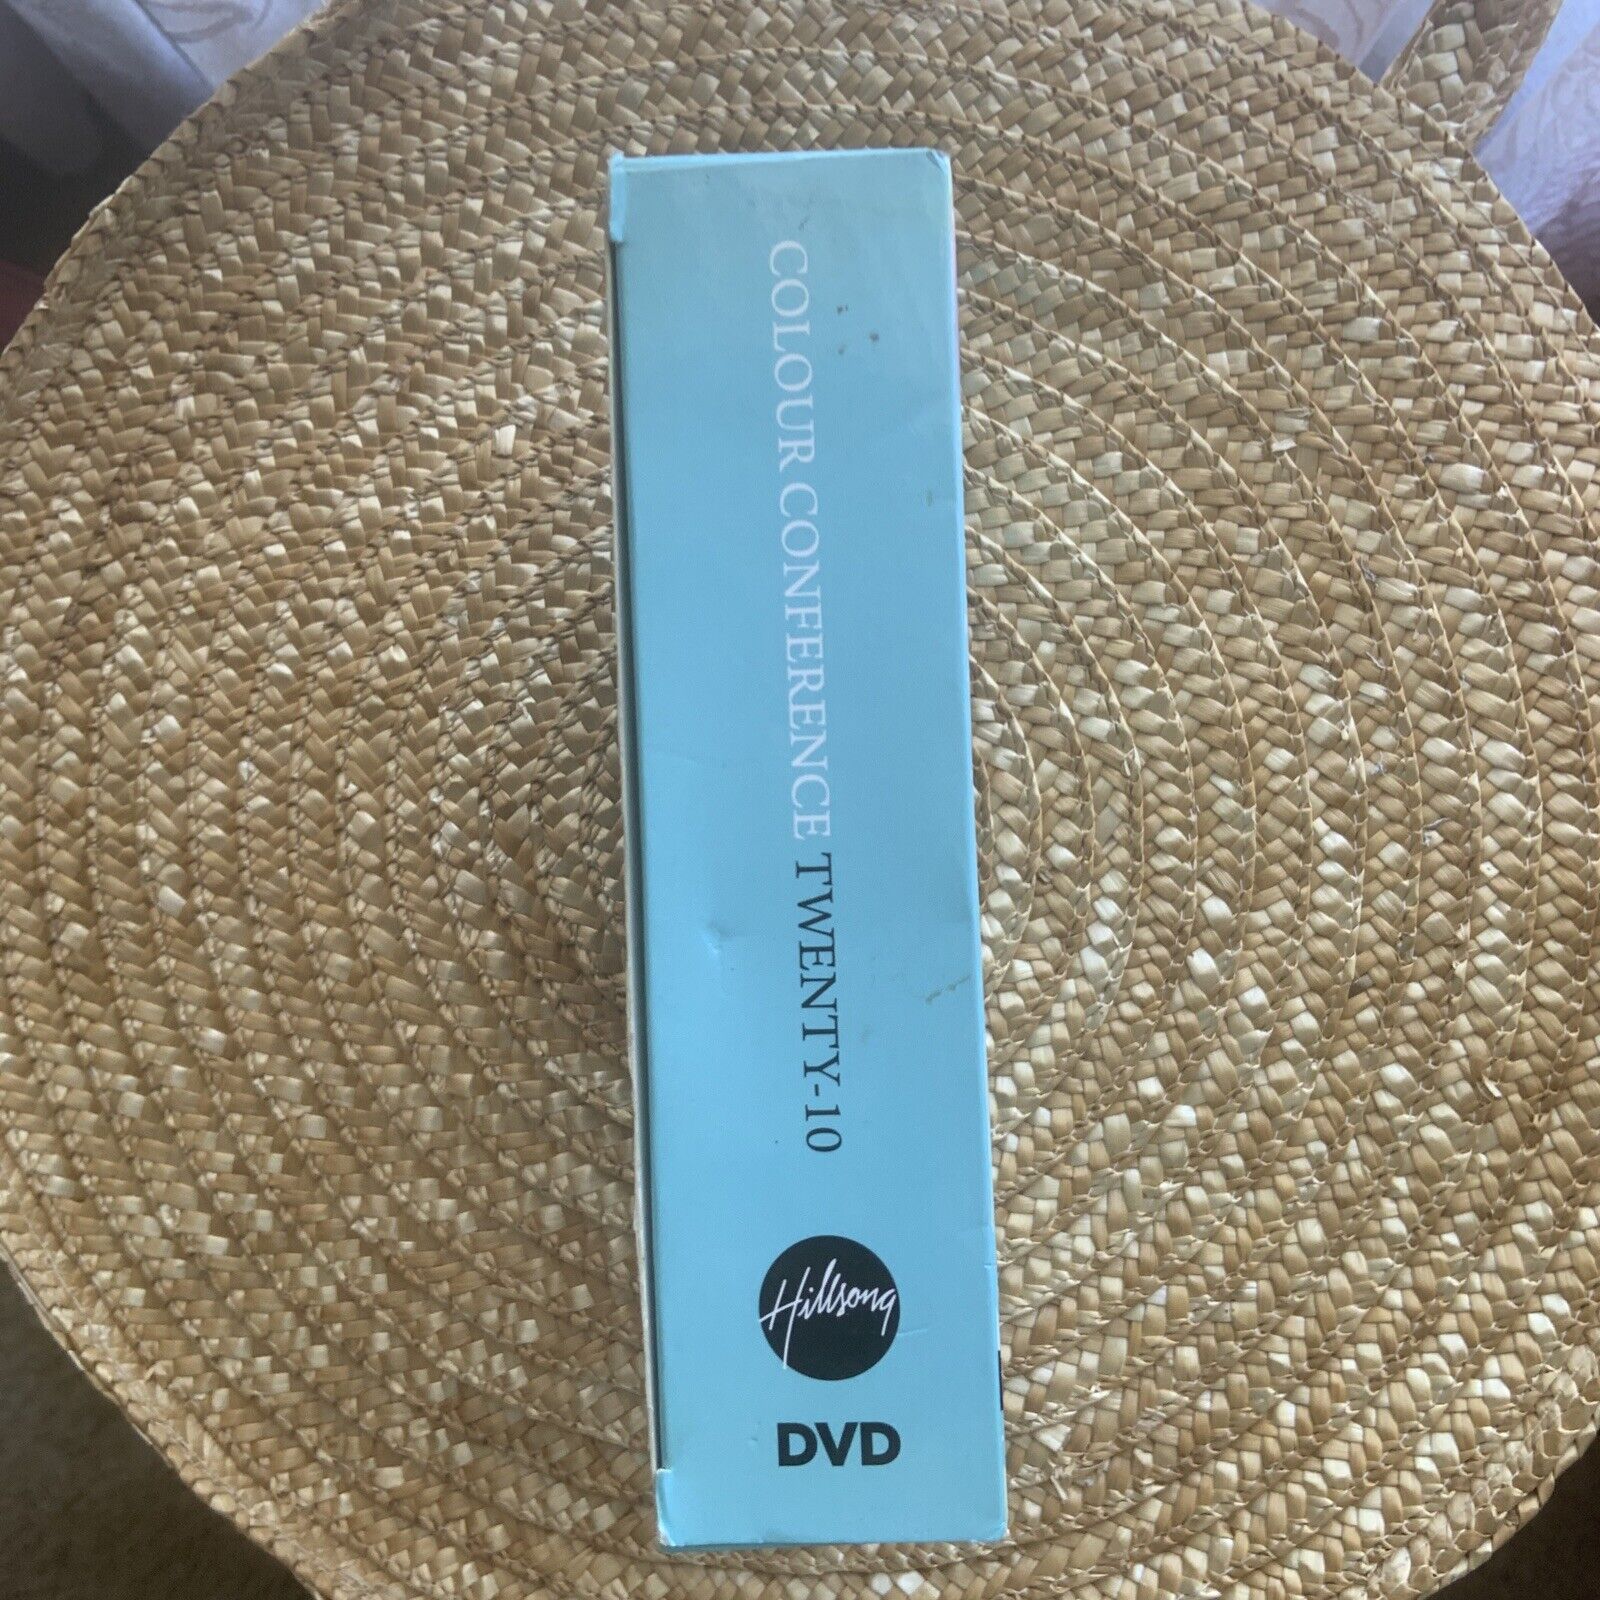 COLOUR CONFERENCE TWENTY-10
Hillsong
DVD